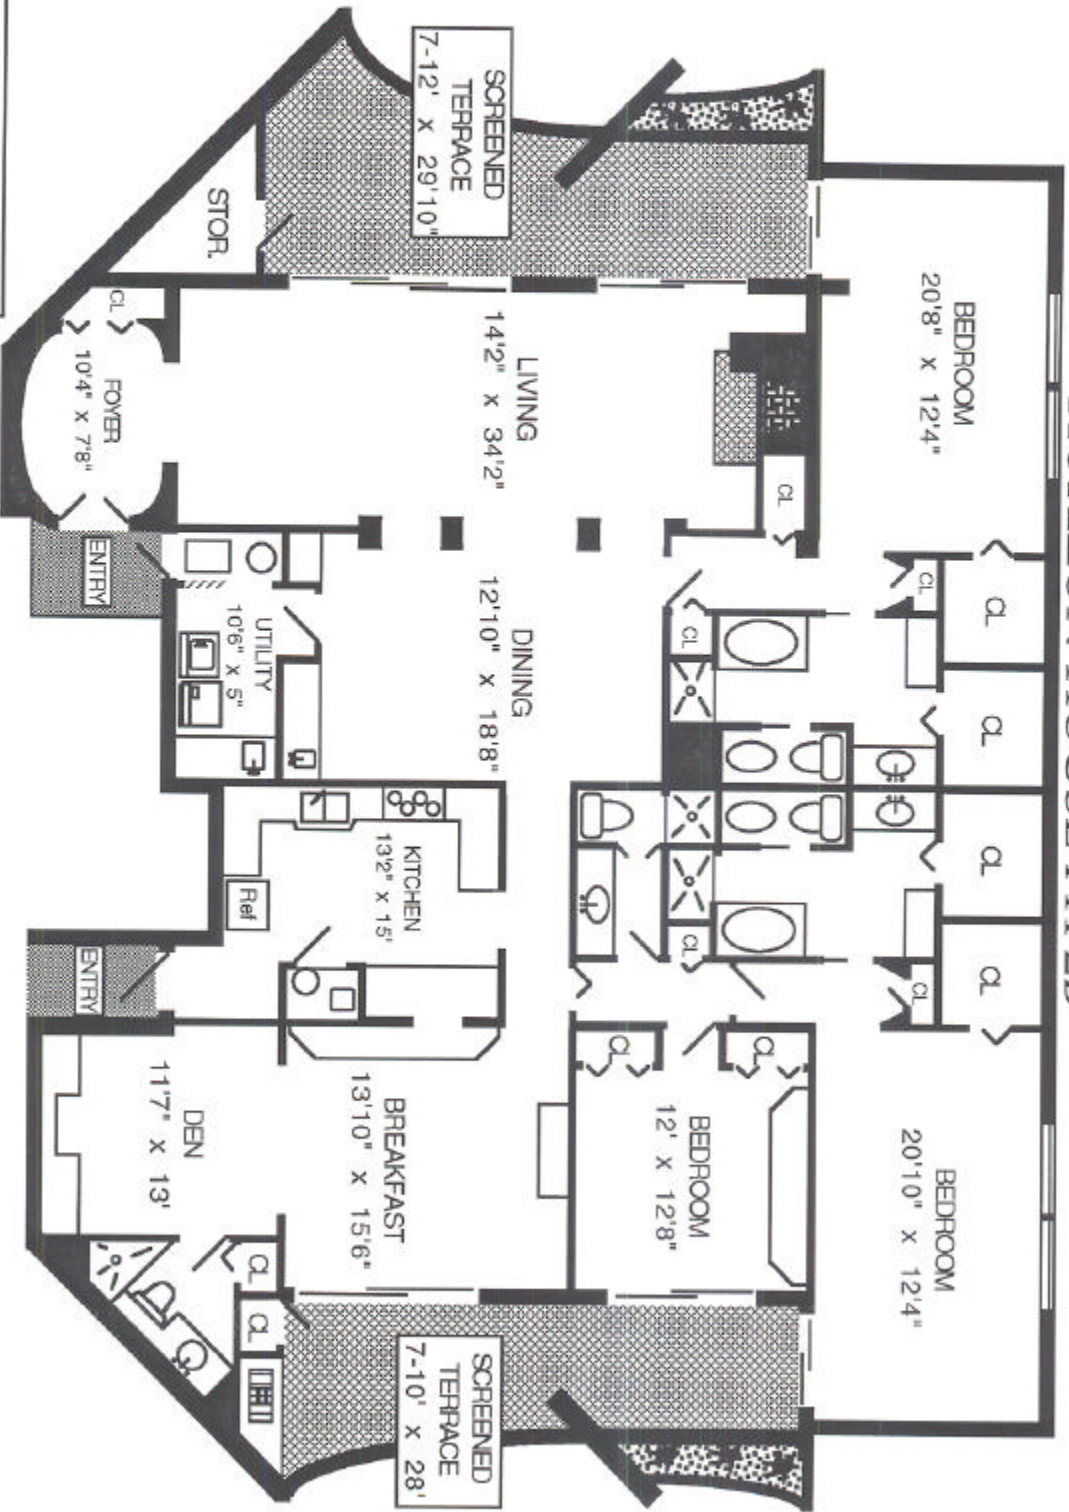 SCREENED
TERRACE
7-12' x 29'10"
STOR.
CL
FOYER
10'4" x 7'8"
LIVING
14'2" x 34'2"
BEDROOM
20'8" x 12'4"
CL
CL
CL
CL
ENTRY
UTILITY
10'6" x 5"
DINING
12'10" x 18'8"
CL
CL
CL
KITCHEN
13'2" x 15'
Ref
ENTRY
CL
CL
CL
CL
CL
DEN
11'7" x 13'
BREAKFAST
13'10" x 15'6"
BEDROOM
12' x 12'8"
BEDROOM
20'10" x 12'4"
CL
CL
SCREENED
TERRACE
7-10' x 28'